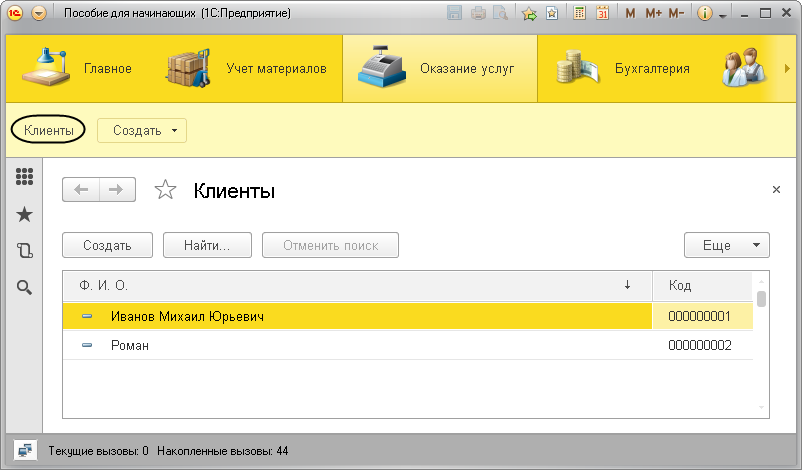 Пособие для начинающих (1С:Предприятие)
M M+ M-
Главное Учет материалов Оказание услуг Бухгалтерия
Клиенты Создать
Клиенты
Создать Найти... Отменить поиск Еще
Ф. И. О. Код
Иванов Михаил Юрьевич 000000001
Роман 000000002
Текущие вызовы: 0 Накопленные вызовы: 44